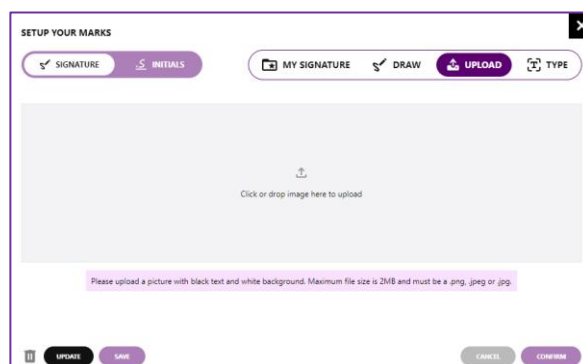 SETUP YOUR MARKS
SIGNATURE INITIALS MY SIGNATURE DRAW UPLOAD TYPE
Click or drop image here to upload
Please upload a picture with black text and white background. Maximum file size is 2MB and must be a .png, .jpeg or .jpg.
UPDATE SAVE CANCEL CONFIRM